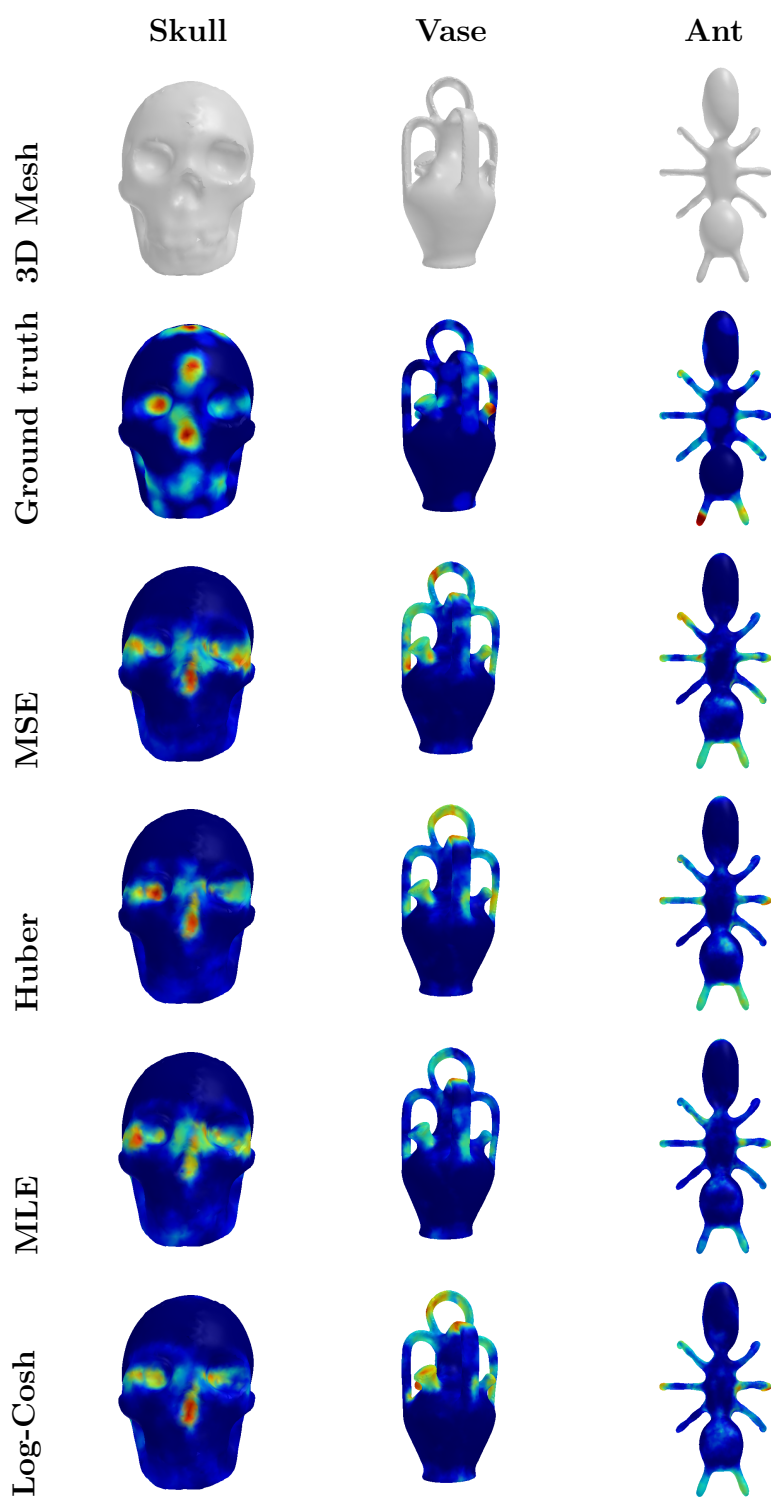 Skull Vase Ant
3D Mesh
Ground truth
MSE
Huber
MLE
Log-Cosh